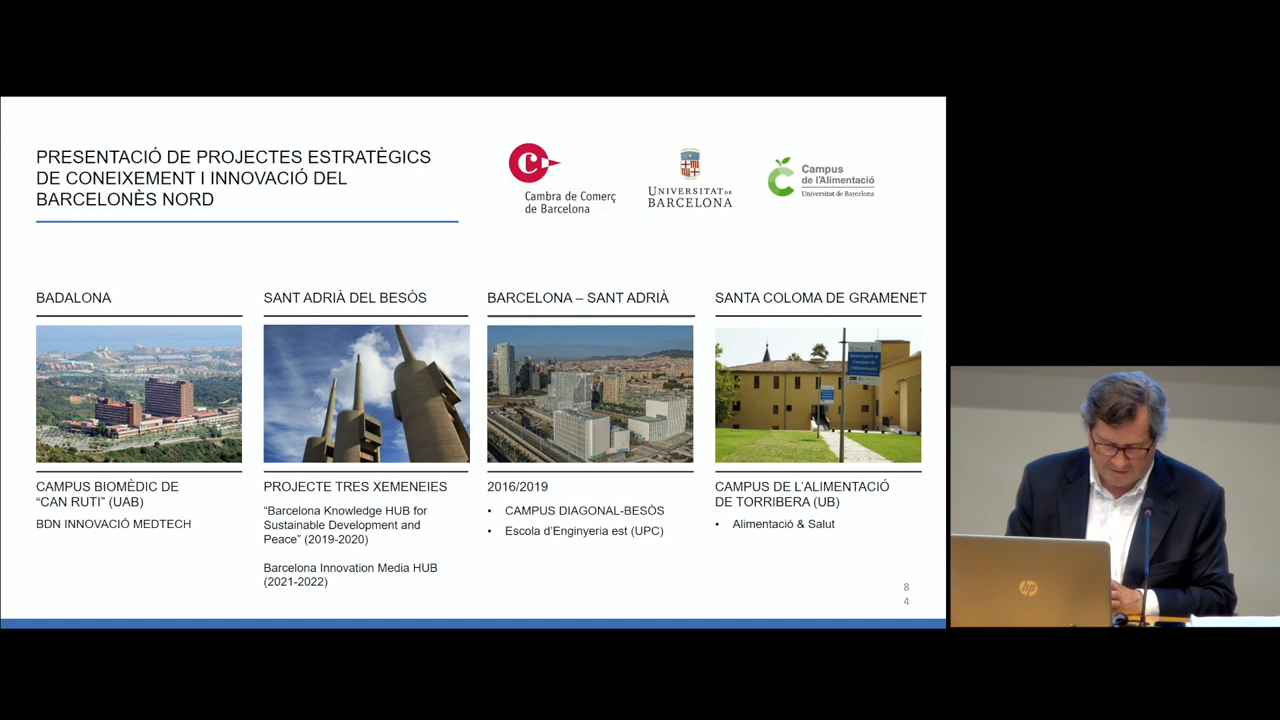 PRESENTACIÓ DE PROJECTES ESTRATÈGICS
DE CONEIXEMENT I INNOVACIÓ DEL
BARCELONÈS NORD
Cambra de Comerç
de Barcelona
UNIVERSITAT DE
BARCELONA
Campus
de l'Alimentació
Universitat de Barcelona
BADALONA
CAMPUS BIOMÈDIC DE
“CAN RUTI” (UAB)
BDN INNOVACIÓ MEDTECH
SANT ADRIÀ DEL BESÒS
PROJECTE TRES XEMENEIES
“Barcelona Knowledge HUB for
Sustainable Development and
Peace” (2019-2020)
Barcelona Innovation Media HUB
(2021-2022)
BARCELONA – SANT ADRIÀ
2016/2019
• CAMPUS DIAGONAL-BESÒS
• Escola d’Enginyeria est (UPC)
SANTA COLOMA DE GRAMENET
CAMPUS DE L’ALIMENTACIÓ
DE TORRIBERA (UB)
• Alimentació & Salut
8
4
hp